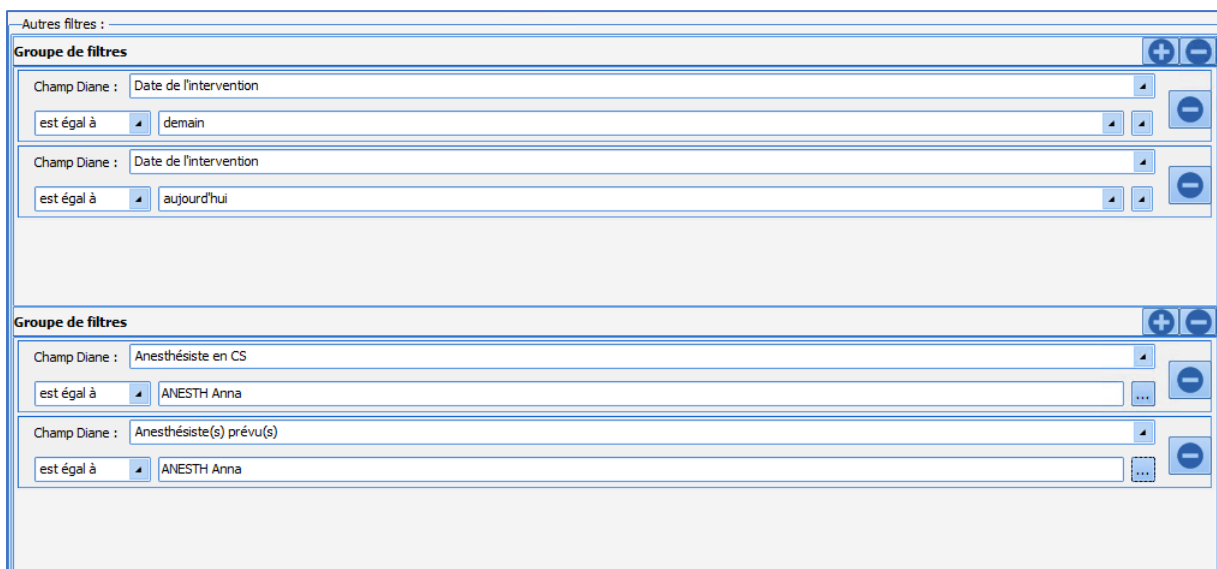 Autres filtres :
Groupe de filtres
Champ Diane : Date de l'intervention
est égal à demain
Champ Diane : Date de l'intervention
est égal à aujourd'hui
Groupe de filtres
Champ Diane : Anesthésiste en CS
est égal à ANESTH Anna ...
Champ Diane : Anesthésiste(s) prévu(s)
est égal à ANESTH Anna ...